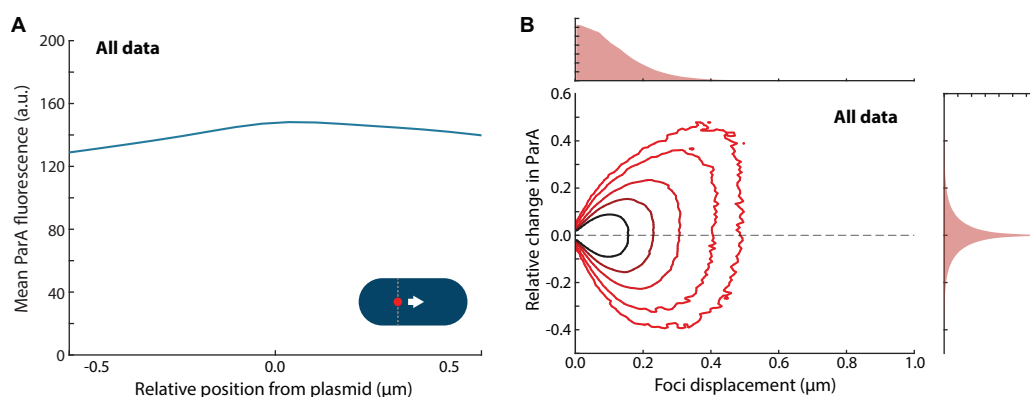 A
All data
200
160
120
80
40
0
Mean ParA fluorescence (a.u.)
-0.5
0.0
0.5
Relative position from plasmid (μm)
B
All data
0.6
0.4
0.2
0.0
-0.2
-0.4
Relative change in ParA
0.0
0.2
0.4
0.6
0.8
1.0
Foci displacement (μm)